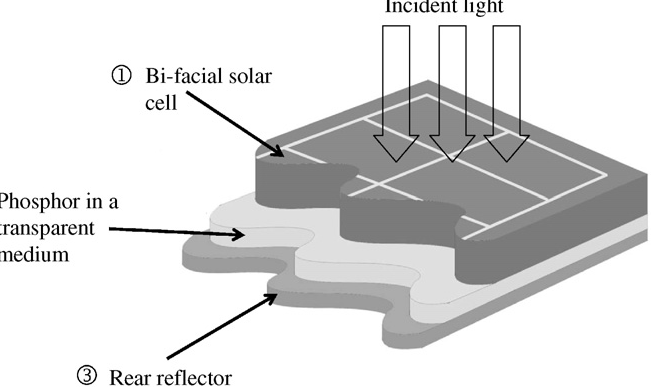 Incident light
① Bi-facial solar
cell
Phosphor in a
transparent
medium
③ Rear reflector